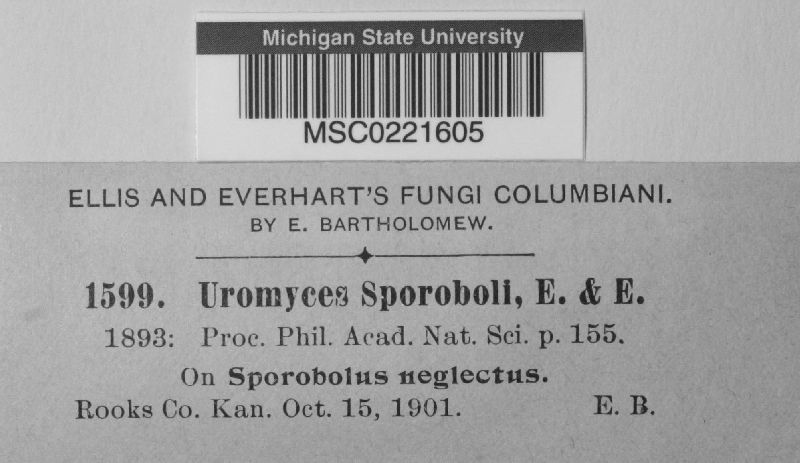 Michigan State University
MSC0221605
ELLIS AND EVERHART'S FUNGI COLUMBIANI.
BY E. BARTHOLOMEW.
1599. Uromyces Sporoboli, E. & E.
1893: Proc. Phil. Acad. Nat. Sci. p. 155.
On Sporobolus neglectus.
Rooks Co. Kan. Oct. 15, 1901. E. B.